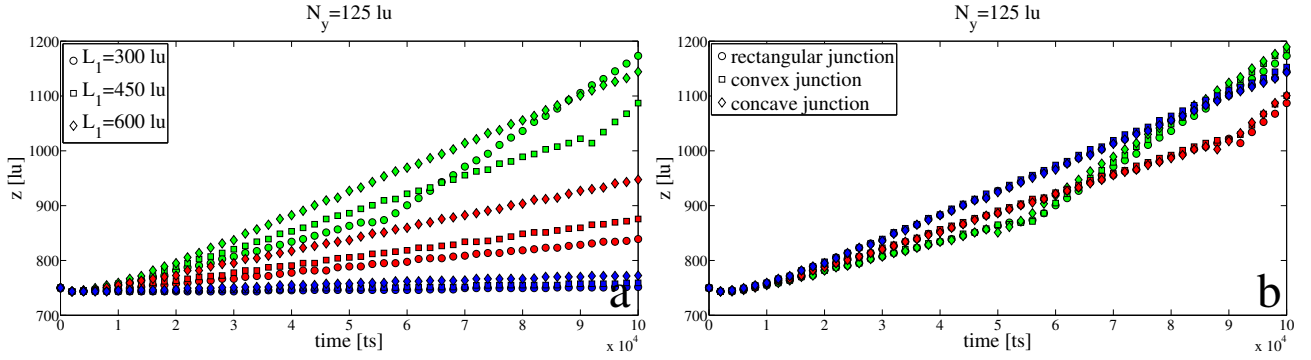 N_y=125 lu
1200
1100
1000
900
800
700
z [lu]
L_1=300 lu
L_1=450 lu
L_1=600 lu
a
0 1 2 3 4 5 6 7 8 9 10
time [ts]
x 10^4
N_y=125 lu
1200
1100
1000
900
800
700
z [lu]
rectangular junction
convex junction
concave junction
b
0 1 2 3 4 5 6 7 8 9 10
time [ts]
x 10^4